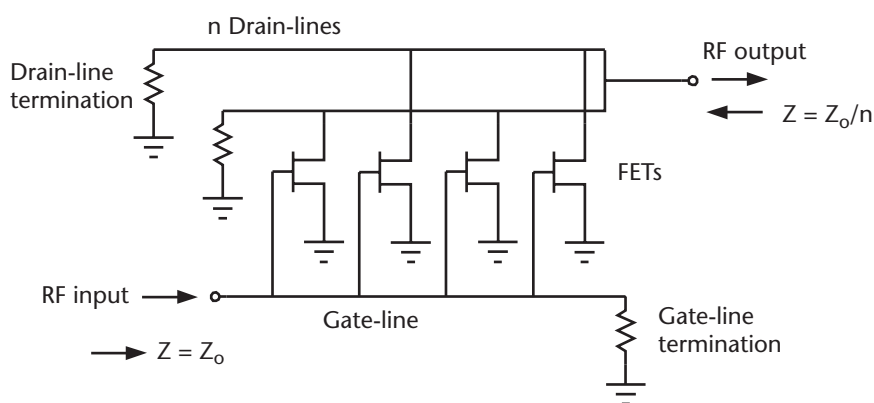 n Drain-lines
Drain-line
termination
RF output
Z = Zo/n
FETs
RF input
Gate-line
Gate-line
termination
Z = Zo